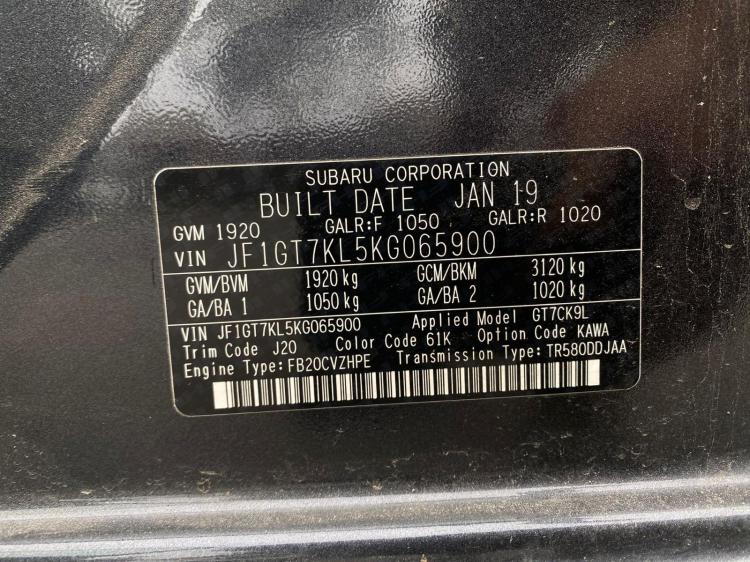 SUBARU CORPORATION
BUILT DATE JAN 19
GVM 1920 GALR:F 1050 GALR:R 1020
VIN JF1GT7KL5KG065900
GVM/BVM 1920 kg GCM/BKM 3120 kg
GA/BA 1 1050 kg GA/BA 2 1020 kg
VIN JF1GT7KL5KG065900 Applied Model GT7CK9L
Trim Code J20 Color Code 61K Option Code KAWA
Engine Type: FB20CVZHPE Transmission Type: TR580DDJAA